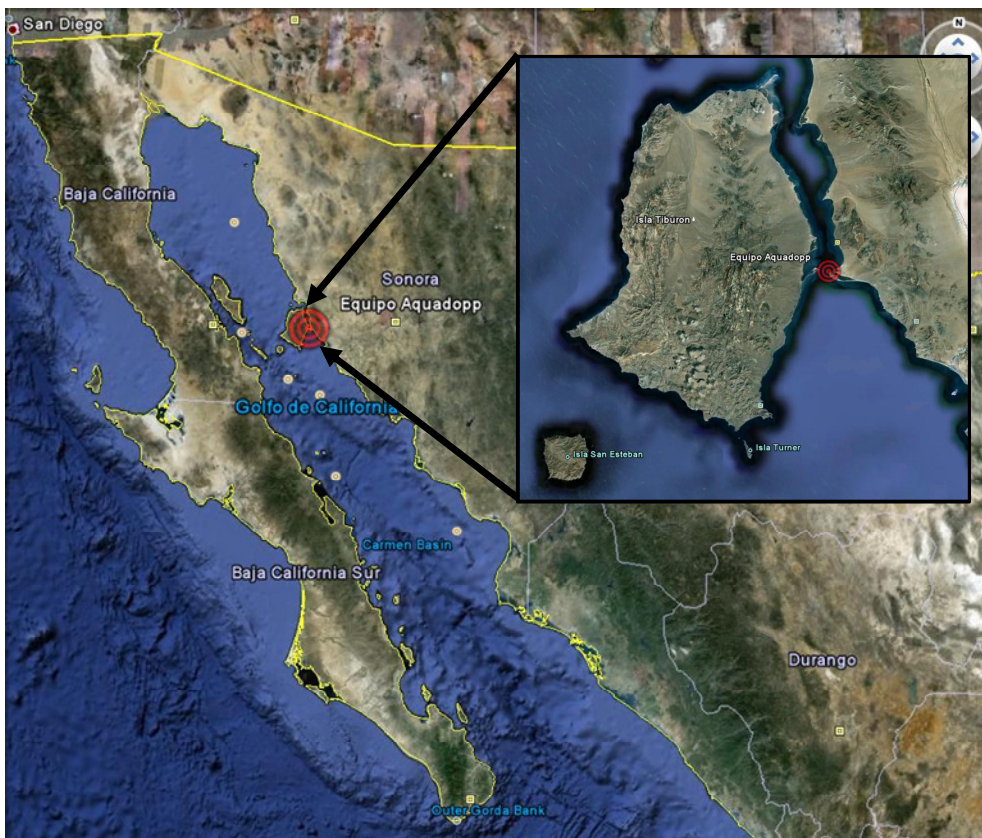 San Diego
N
Baja California
Sonora
Equipo Aquadopp
Golfo de California
Carmen Basin
Baja California Sur
Durango
Outer Gorda Bank
Isla Tiburon
Equipo Aquadopp
Isla San Esteban
Isla Turner